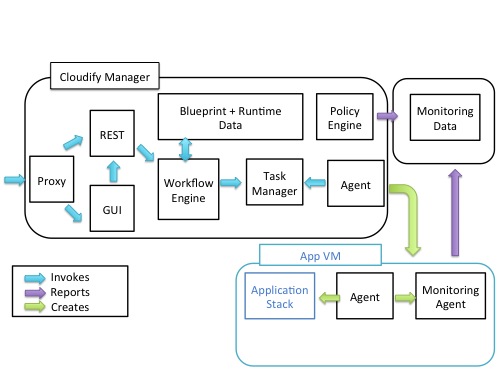 Cloudify Manager
Blueprint + Runtime
Data
Policy
Engine
Monitoring
Data
REST
Proxy
GUI
Workflow
Engine
Task
Manager
Agent
App VM
Application
Stack
Agent
Monitoring
Agent
Invokes
Reports
Creates